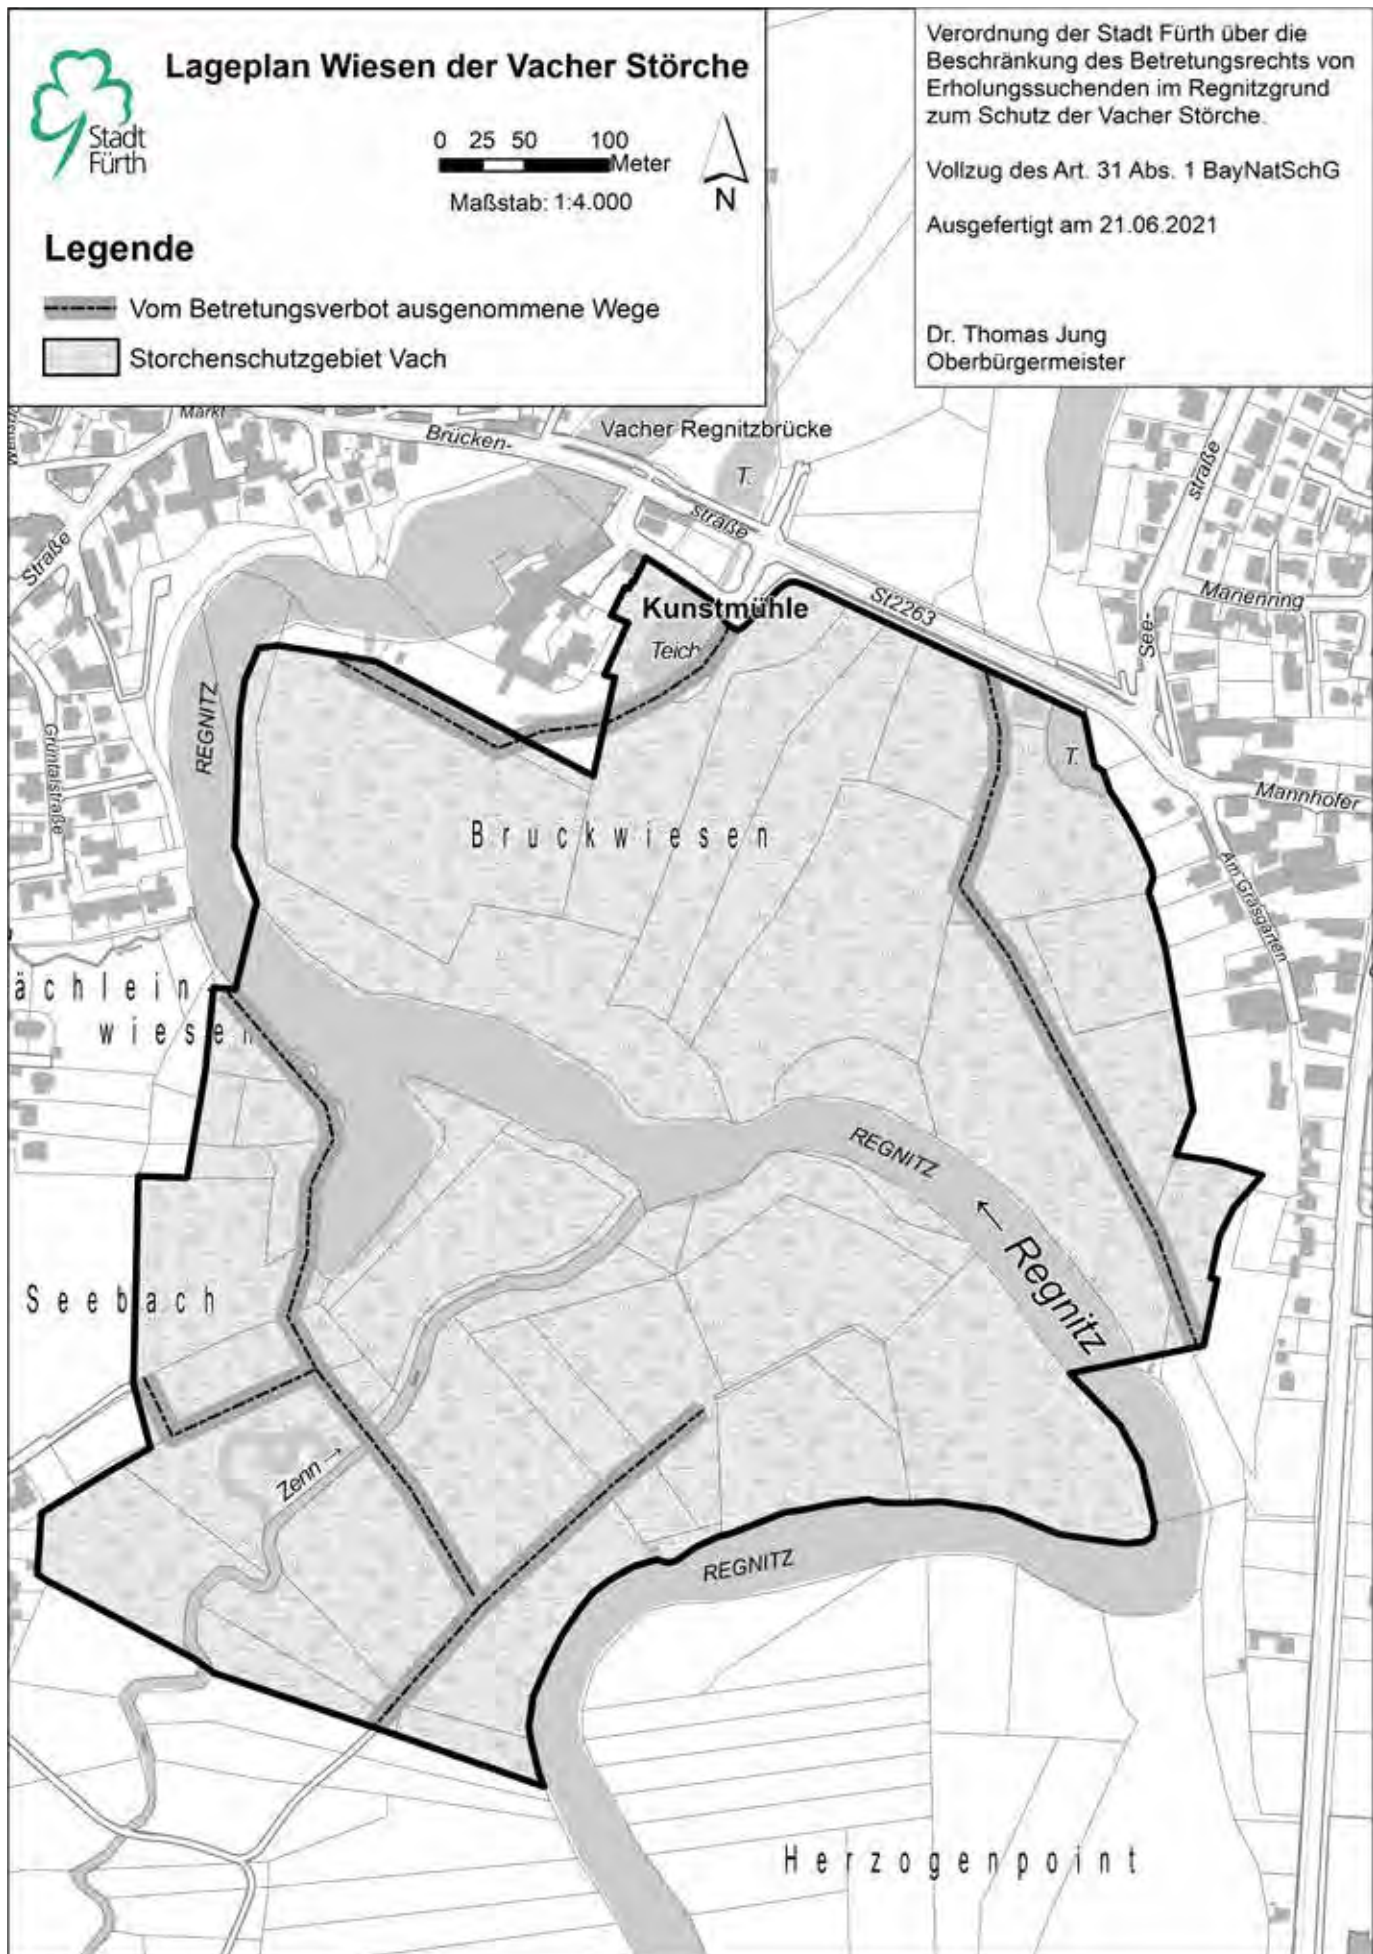 Lageplan Wiesen der Vacher Störche
Stadt
Fürth
0 25 50 100
Meter
Maßstab: 1:4.000
N
Legende
Vom Betretungsverbot ausgenommene Wege
Storchenschutzgebiet Vach
Verordnung der Stadt Fürth über die
Beschränkung des Betretungsrechts von
Erholungssuchenden im Regnitzgrund
zum Schutz der Vacher Störche.
Vollzug des Art. 31 Abs. 1 BayNatSchG
Ausgefertigt am 21.06.2021
Dr. Thomas Jung
Oberbürgermeister
Markt
Brücken-
Vacher Regnitzbrücke
T.
straße
straße
Straße
Kunstmühle
St2263
Marienring
See-
Teich
REGNITZ
Gruntalstraße
T.
Mannhofer
Bruckwiesen
Am Grasgarten
ächlein
wiesen
REGNITZ
← Regnitz
Seebach
Zenn →
REGNITZ
Herzogenpoint